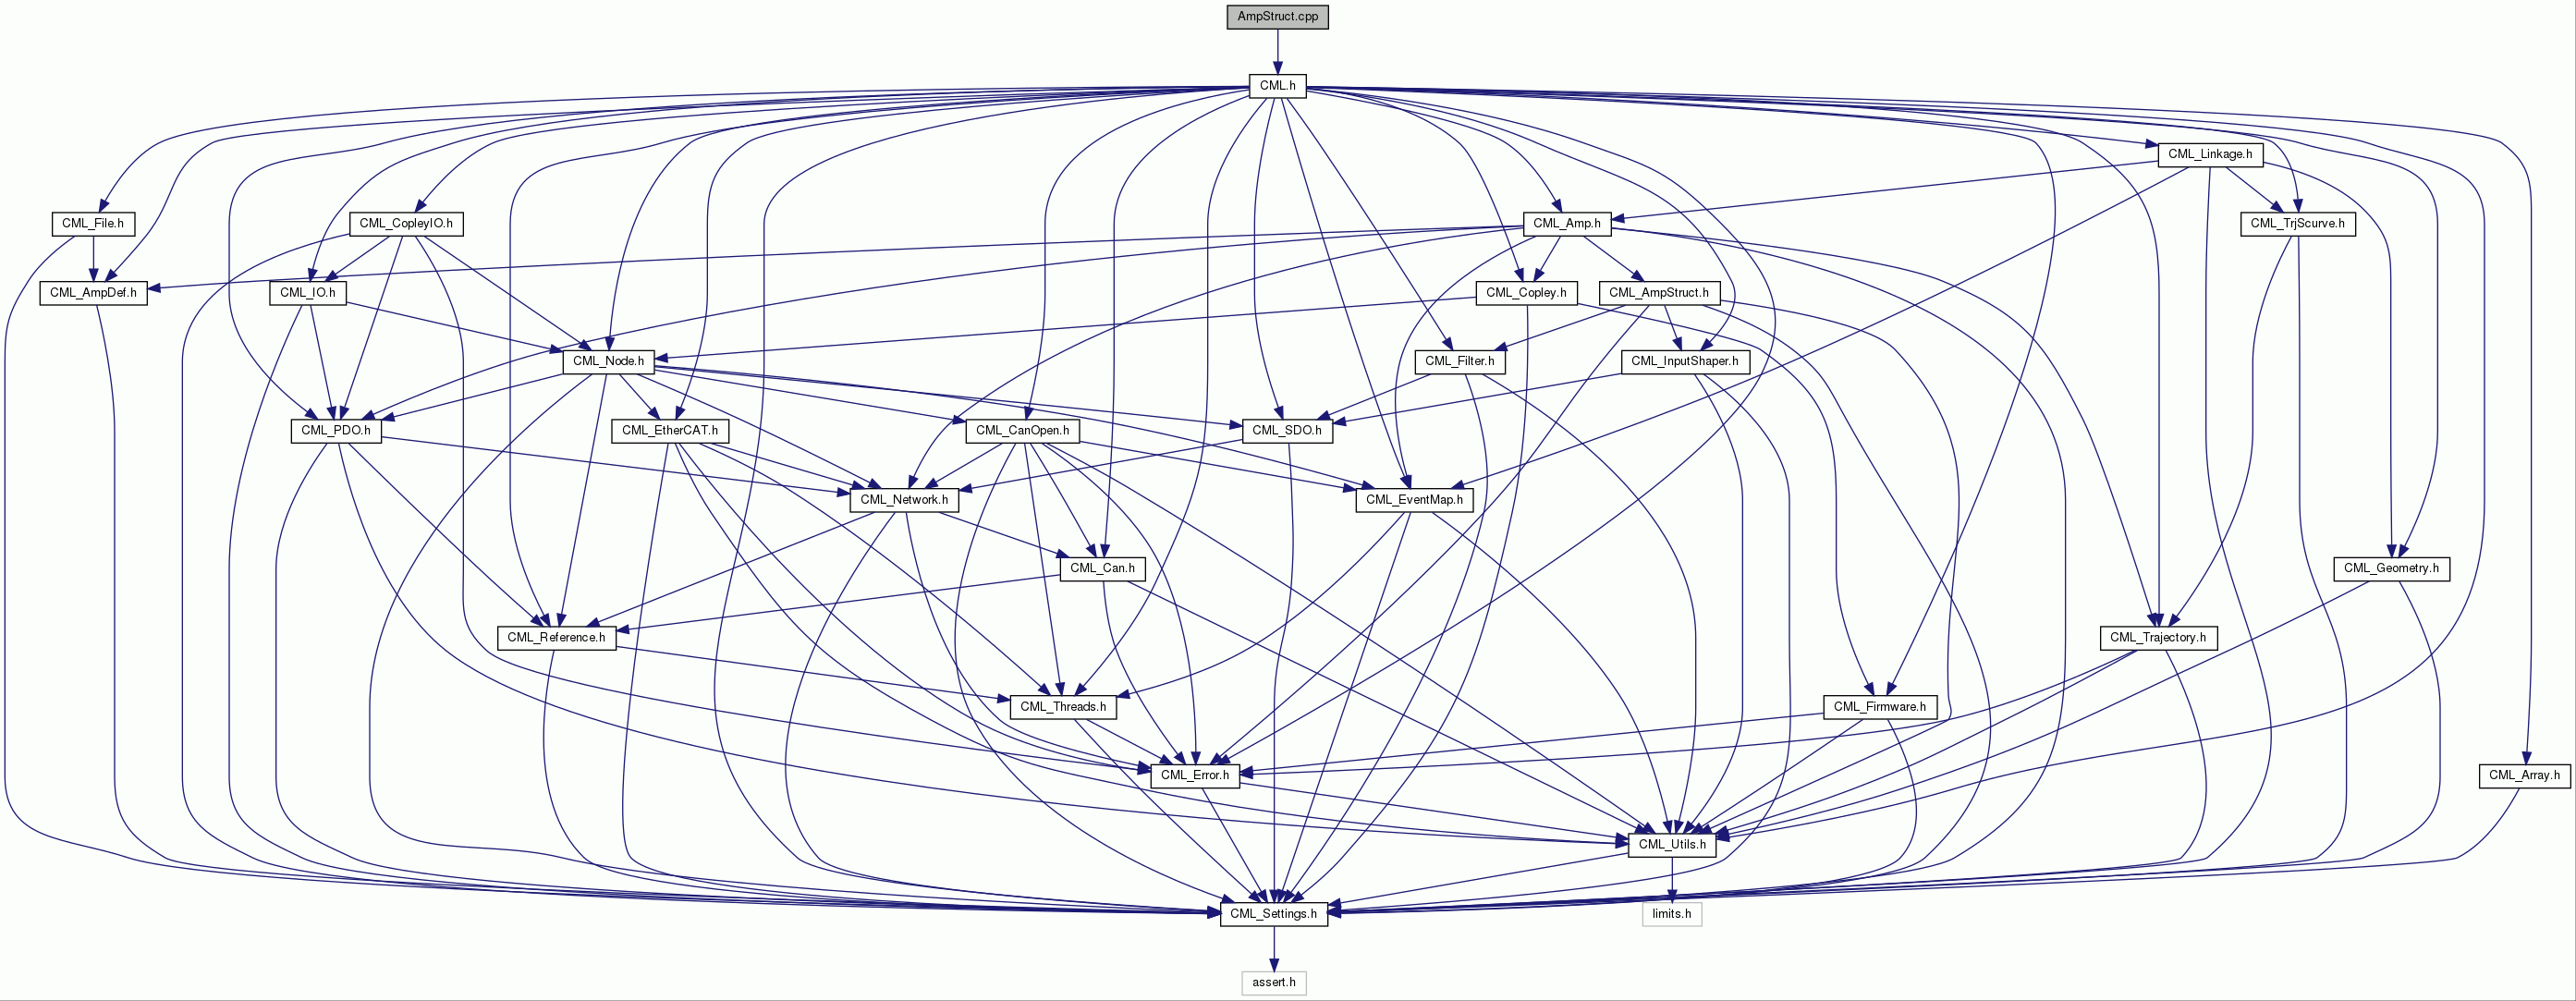 AmpStruct.cpp
CML.h
CML_Linkage.h
CML_File.h
CML_CopleyIO.h
CML_Amp.h
CML_TrjScurve.h
CML_AmpDef.h
CML_IO.h
CML_Copley.h
CML_AmpStruct.h
CML_Node.h
CML_Filter.h
CML_InputShaper.h
CML_PDO.h
CML_EtherCAT.h
CML_CanOpen.h
CML_SDO.h
CML_Network.h
CML_EventMap.h
CML_Can.h
CML_Geometry.h
CML_Reference.h
CML_Trajectory.h
CML_Threads.h
CML_Firmware.h
CML_Error.h
CML_Array.h
CML_Utils.h
CML_Settings.h
limits.h
assert.h